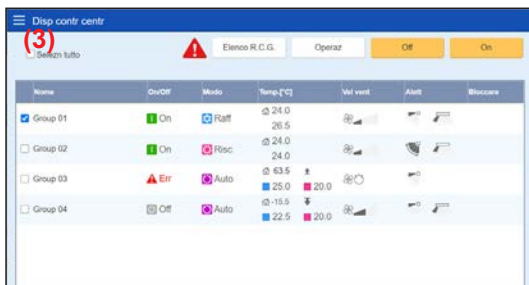 Disp contr centr
(3)
Selezn tutto
Elenco R.C.G. Operaz Off On
Nome On/Off Modo Temp.[°C] Vel vent Alett Bloccare
Group 01 On Raff 24.0
26.5
Group 02 On Risc 24.0
24.0
Group 03 Err Auto 63.5
25.0 20.0
Group 04 Off Auto -15.5
22.5 20.0